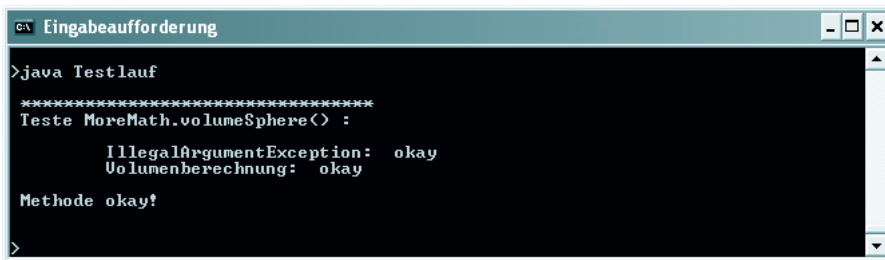 Eingabeaufforderung
>java Testlauf
*********************************
Teste MoreMath.volumeSphere() :
IllegalArgumentException: okay
Volumenberechnung: okay
Methode okay!
>